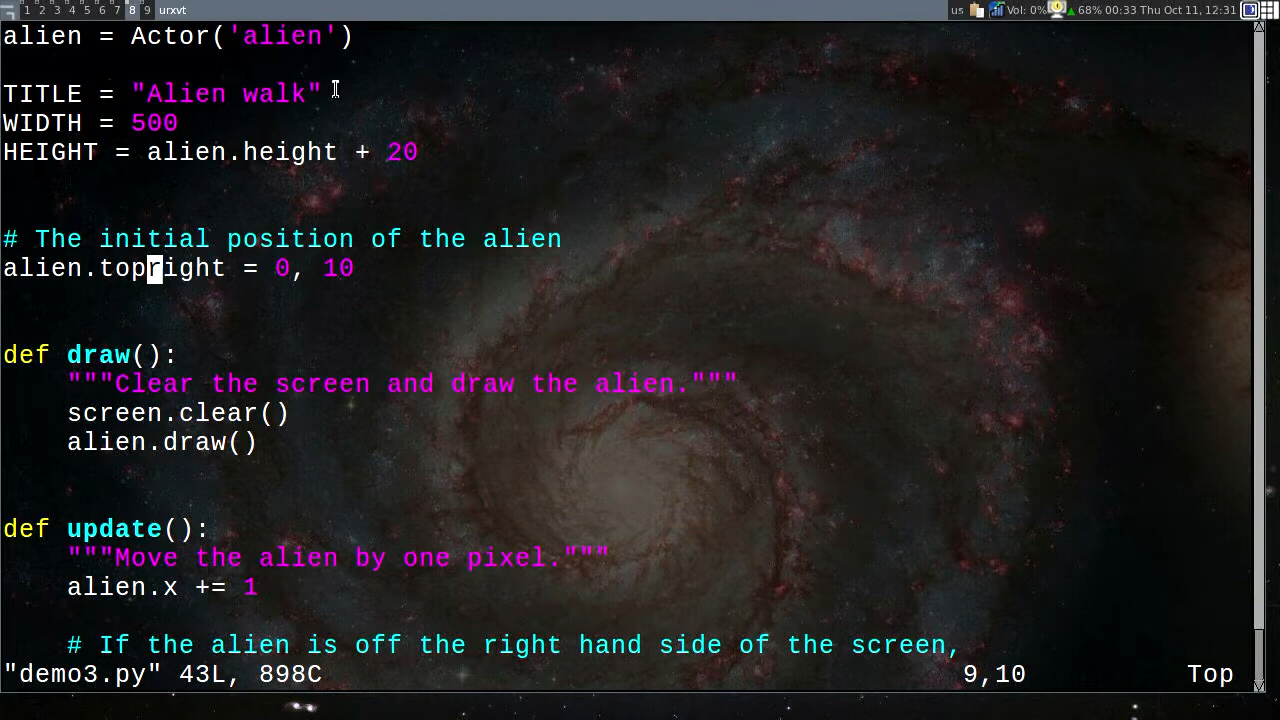 1 2 3 4 5 6 7 8 9 urxvt us Vol: 0% 68% 00:33 Thu Oct 11, 12:31
alien = Actor('alien')
TITLE = "Alien walk"
WIDTH = 500
HEIGHT = alien.height + 20
# The initial position of the alien
alien.topright = 0, 10
def draw():
    """Clear the screen and draw the alien."""
    screen.clear()
    alien.draw()
def update():
    """Move the alien by one pixel."""
    alien.x += 1
    # If the alien is off the right hand side of the screen,
"demo3.py" 43L, 898C 9,10 Top